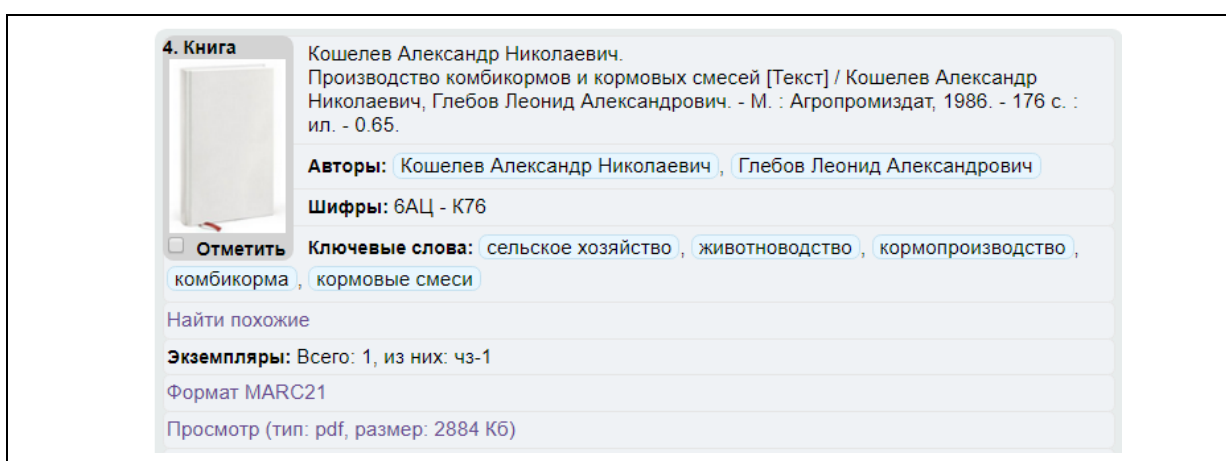 4. Книга
Кошелев Александр Николаевич.
Производство комбикормов и кормовых смесей [Текст] / Кошелев Александр
Николаевич, Глебов Леонид Александрович. - М. : Агропромиздат, 1986. - 176 с. :
ил. - 0.65.
Авторы: Кошелев Александр Николаевич, Глебов Леонид Александрович
Шифры: 6АЦ - К76
Отметить
Ключевые слова: сельское хозяйство, животноводство, кормопроизводство,
комбикорма, кормовые смеси
Найти похожие
Экземпляры: Всего: 1, из них: чз-1
Формат MARC21
Просмотр (тип: pdf, размер: 2884 Кб)